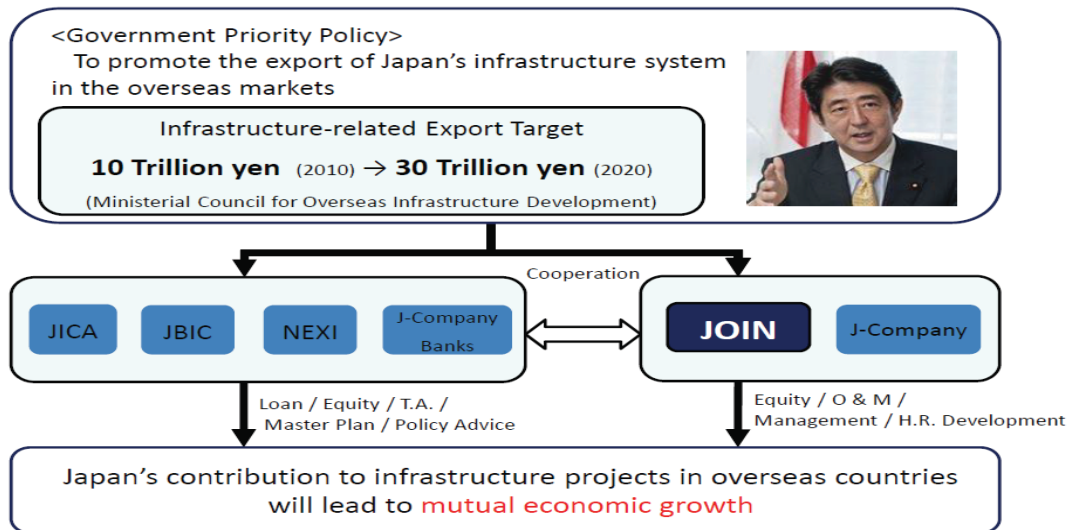 <Government Priority Policy>
To promote the export of Japan's infrastructure system
in the overseas markets
Infrastructure-related Export Target
10 Trillion yen (2010) → 30 Trillion yen (2020)
(Ministerial Council for Overseas Infrastructure Development)
Cooperation
JICA
JBIC
NEXI
J-Company
Banks
JOIN
J-Company
Loan / Equity / T.A. /
Master Plan / Policy Advice
Equity / O & M /
Management / H.R. Development
Japan's contribution to infrastructure projects in overseas countries
will lead to mutual economic growth